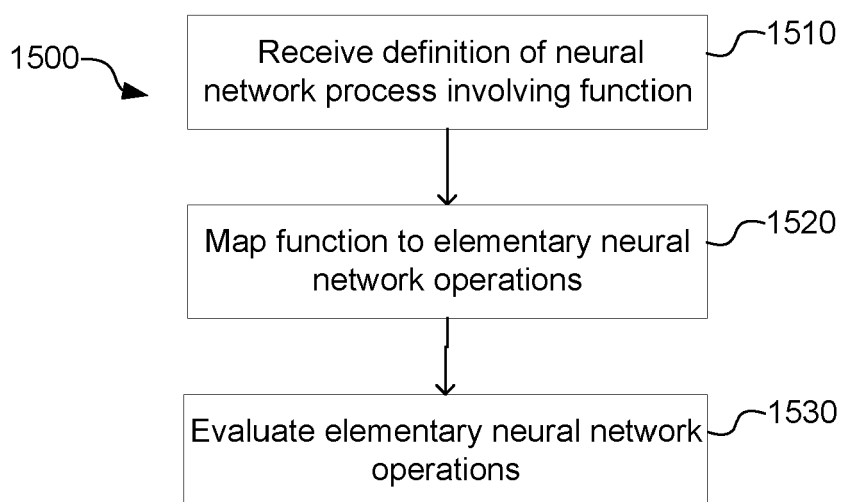 1500
Receive definition of neural
network process involving function
1510
Map function to elementary neural
network operations
1520
Evaluate elementary neural network
operations
1530